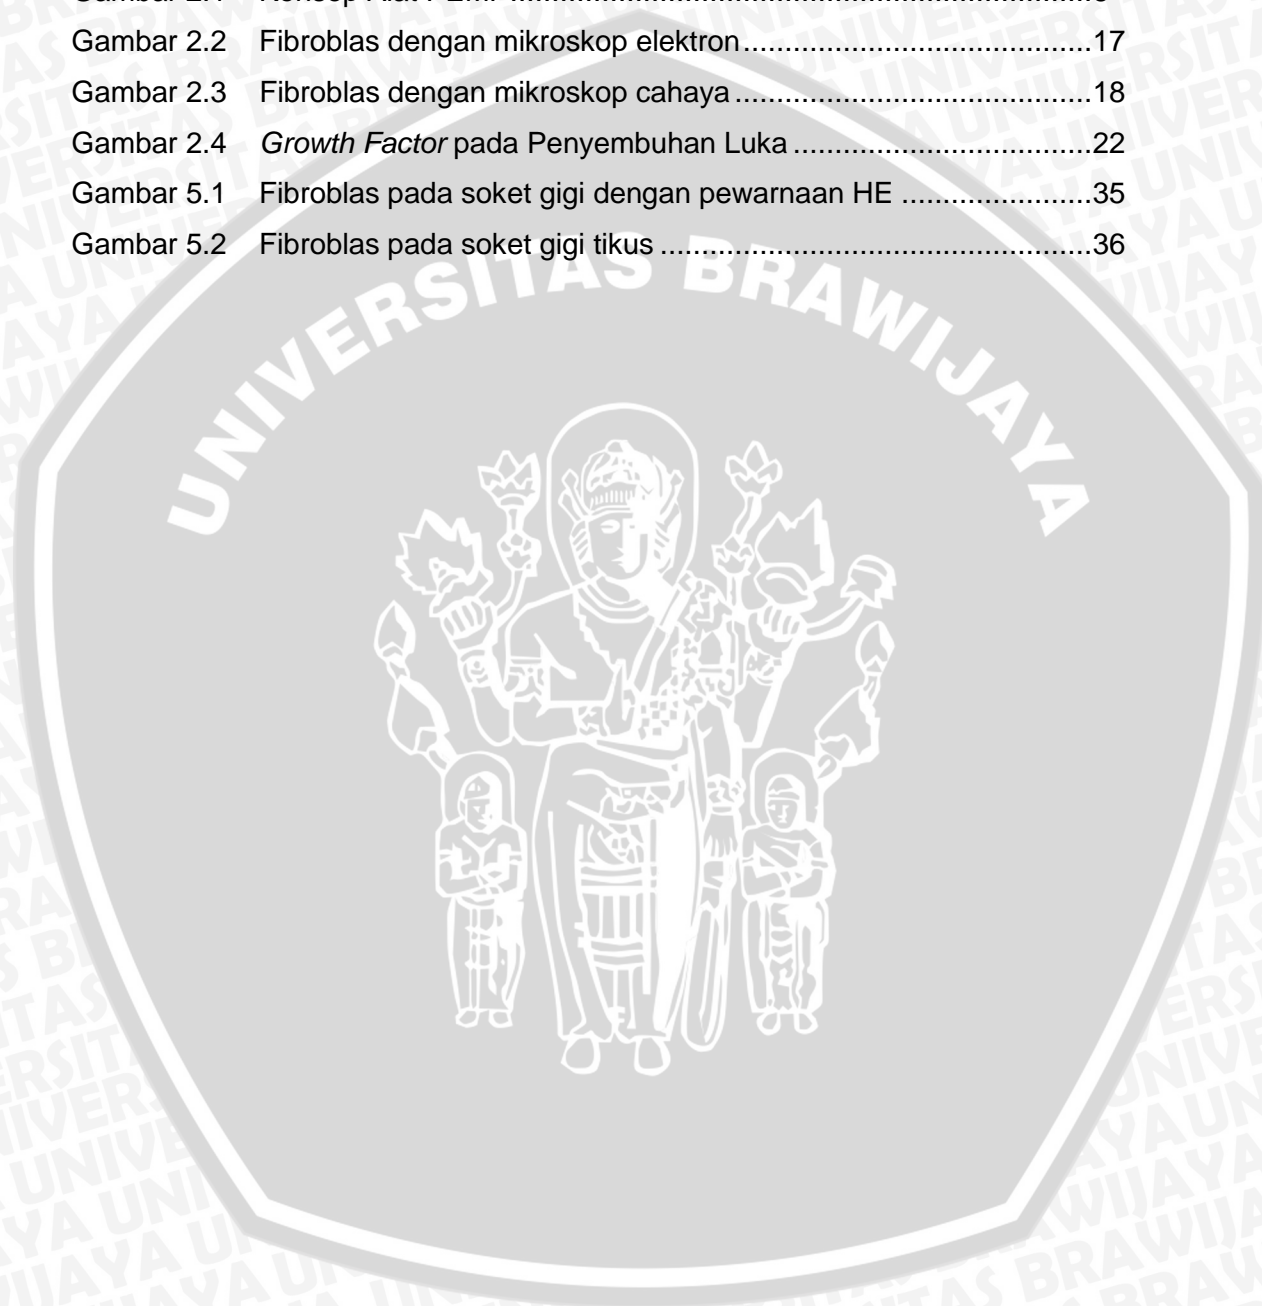 Gambar 2.2 Fibroblas dengan mikroskop elektron........................................17
Gambar 2.3 Fibroblas dengan mikroskop cahaya.........................................18
Gambar 2.4 Growth Factor pada Penyembuhan Luka..................................22
Gambar 5.1 Fibroblas pada soket gigi dengan pewarnaan HE.....................35
Gambar 5.2 Fibroblas pada soket gigi tikus..................................................36
UNIVERSITAS BRAWIJAYA